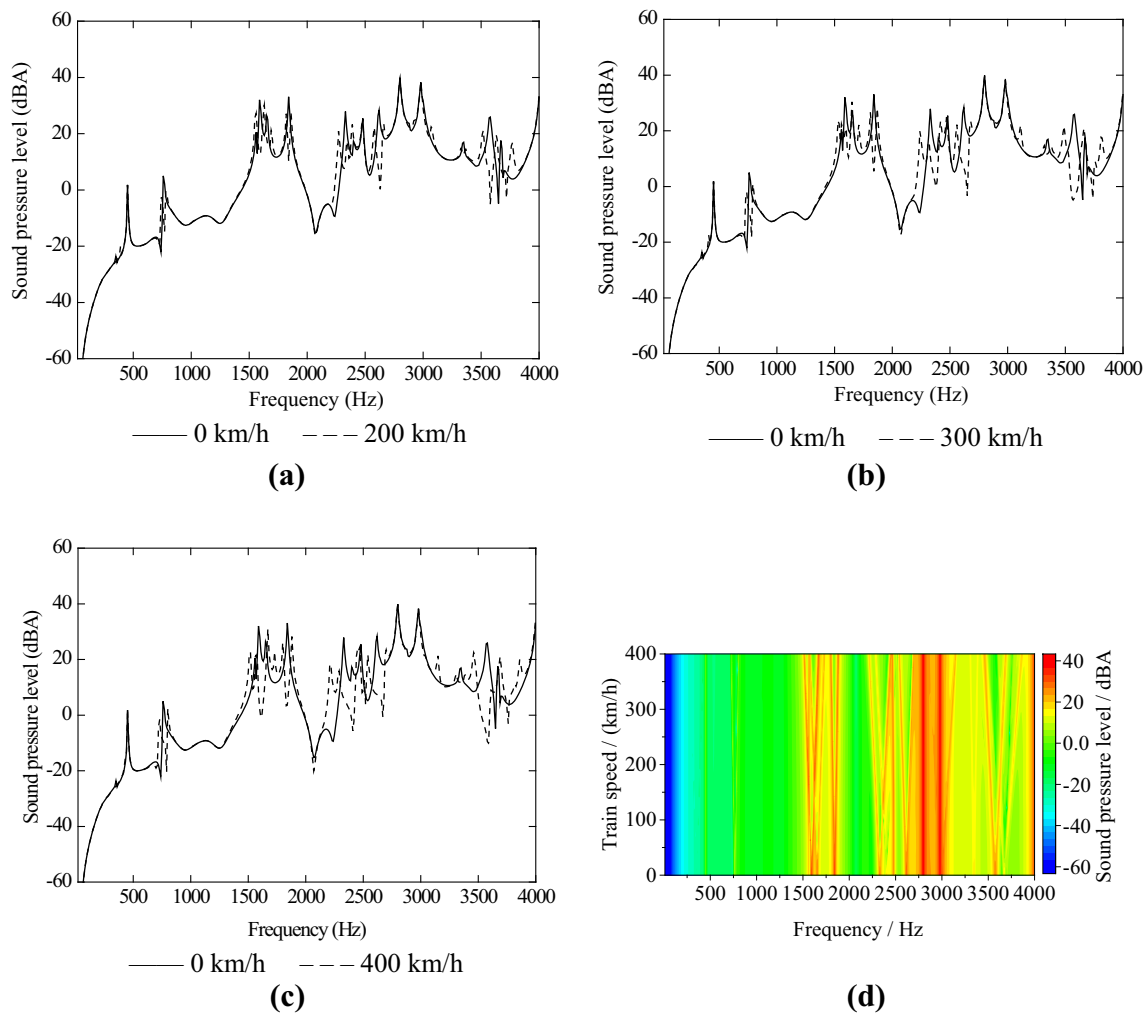 60
40
20
0
-20
-40
-60
Sound pressure level (dBA)
500 1000 1500 2000 2500 3000 3500 4000
Frequency (Hz)
0 km/h 200 km/h
(a)
60
40
20
0
-20
-40
-60
Sound pressure level (dBA)
500 1000 1500 2000 2500 3000 3500 4000
Frequency (Hz)
0 km/h 300 km/h
(b)
60
40
20
0
-20
-40
-60
Sound pressure level (dBA)
500 1000 1500 2000 2500 3000 3500 4000
Frequency (Hz)
0 km/h 400 km/h
(c)
400
300
200
100
0
Train speed / (km/h)
500 1000 1500 2000 2500 3000 3500 4000
Frequency / Hz
40
20
0.0
-20
-40
-60
Sound pressure level / dBA
(d)